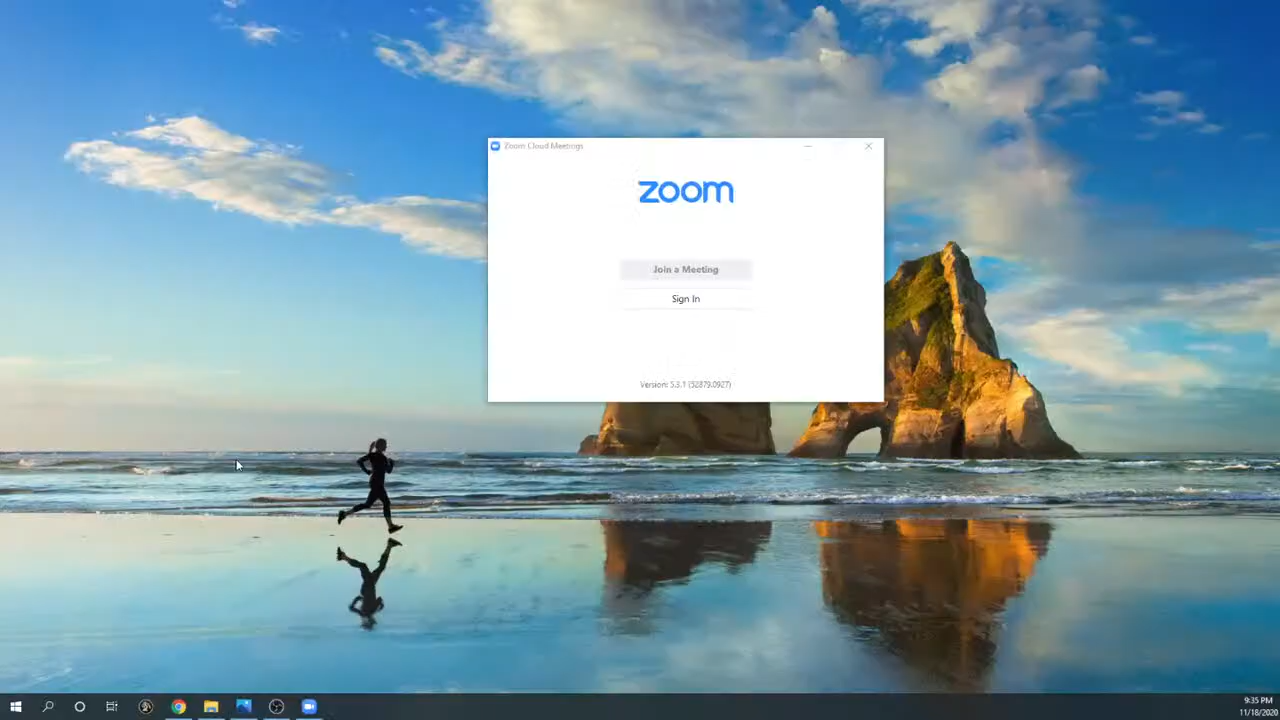 Zoom Cloud Meetings
zoom
Join a Meeting
Sign In
Version: 5.3.1 (52879.0927)
9:35 PM
11/18/2020